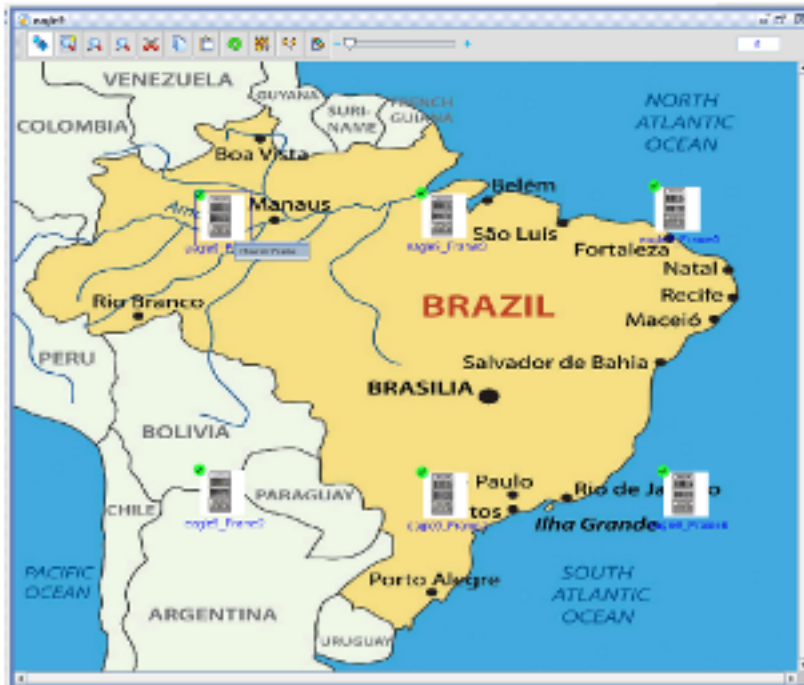 eagle5
VENEZUELA
GUYANA
COLOMBIA
SURI-
NAME
FRENCH
GUIANA
NORTH
ATLANTIC
OCEAN
Boa Vista
Manaus
Belém
São Luis
Fortaleza
Natal
Recife
Maceió
Rio Branco
BRAZIL
PERU
Salvador de Bahia
BRASILIA
BOLIVIA
Paulo
Rio de Ja
tos
PARAGUAY
CHILE
eagle5_Frame2
Ilha Grande
PACIFIC
OCEAN
Porto Alegre
SOUTH
ATLANTIC
OCEAN
ARGENTINA
URUGUAY